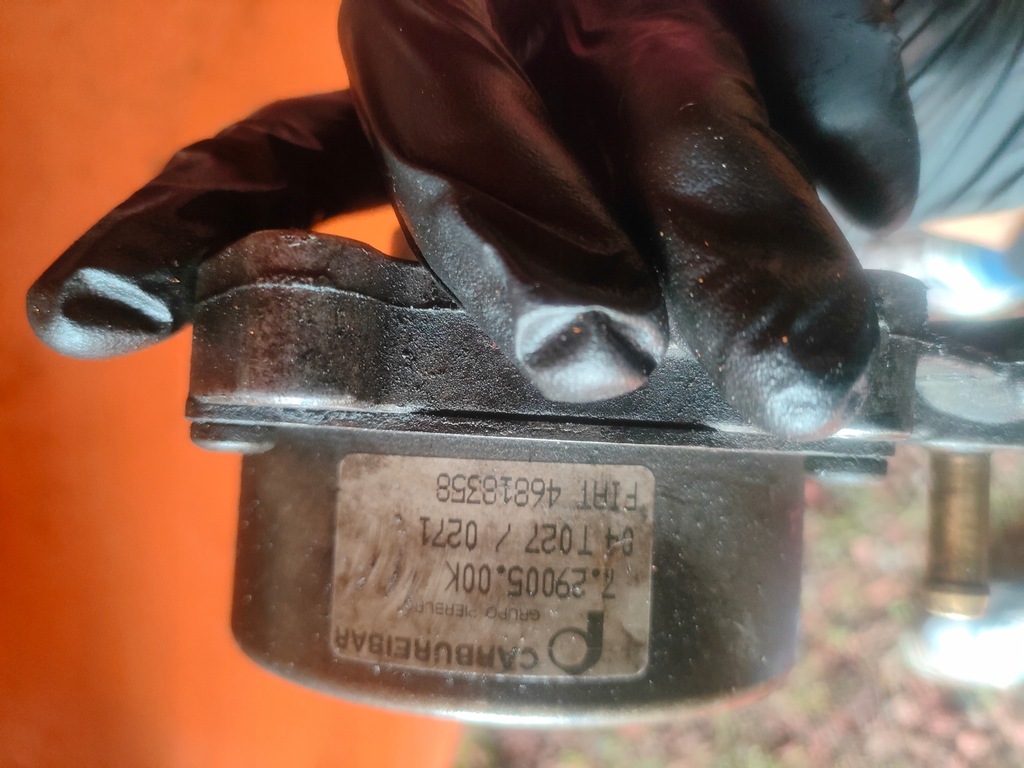 CARBUREIBAR
GRUPO PIERBURG
7.29005.00K
04 T027 / 0271
FIAT 46818358